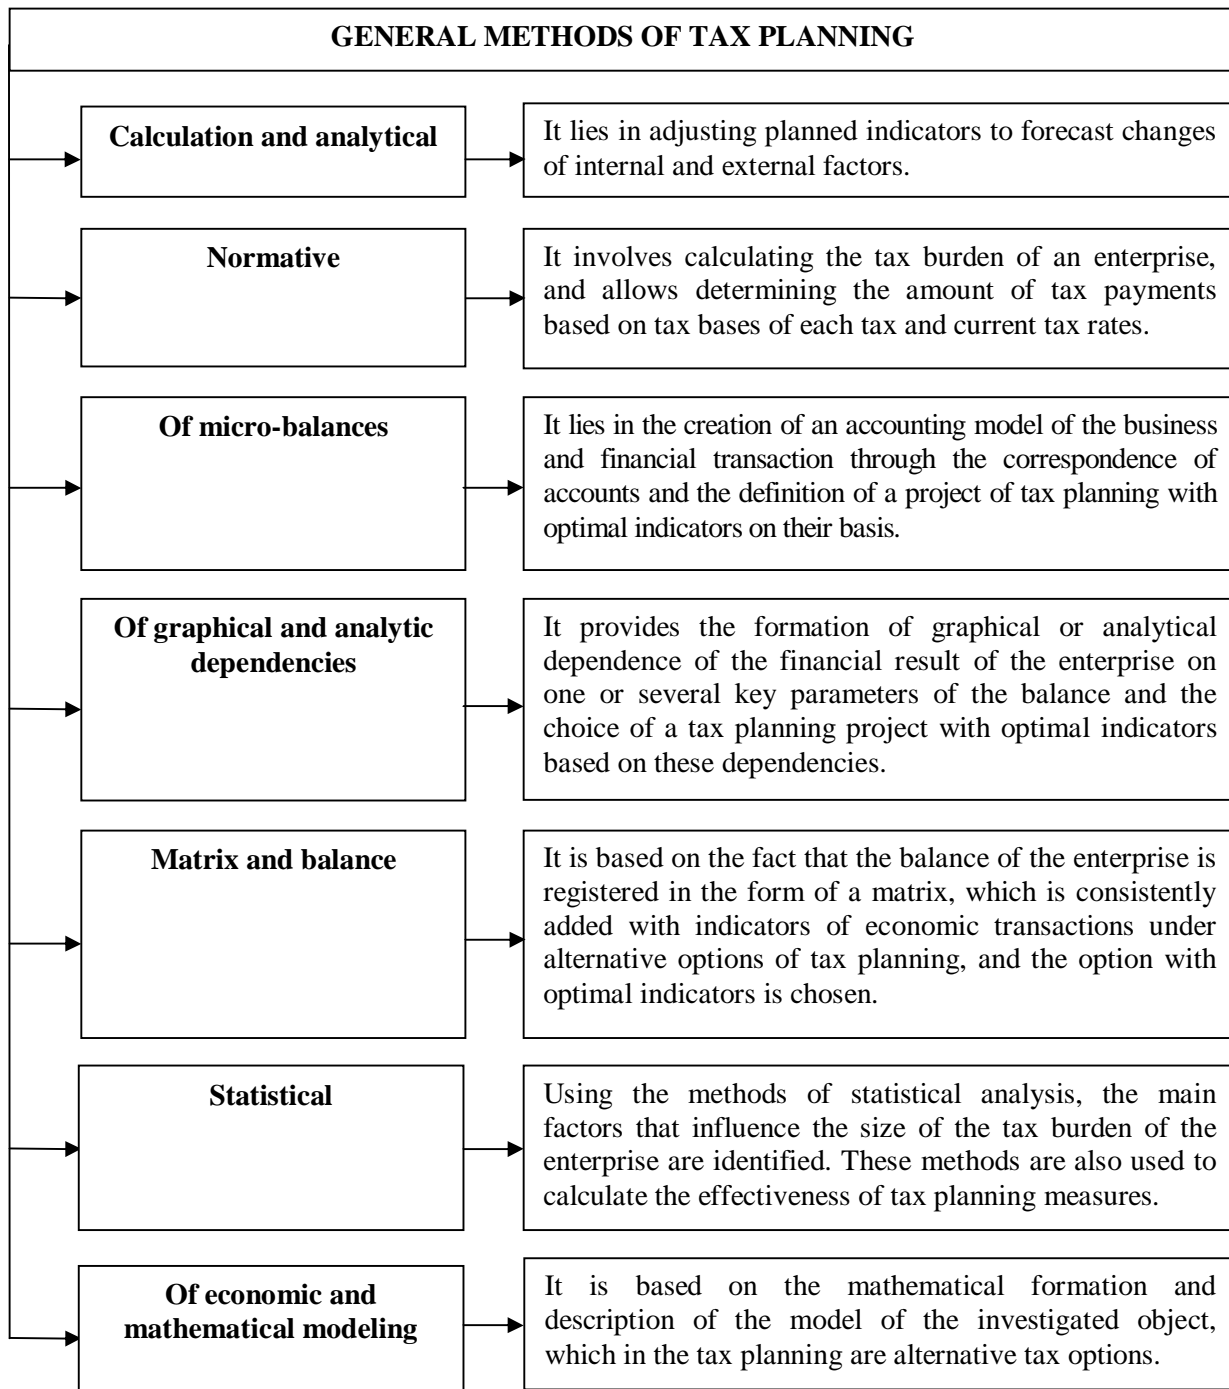 GENERAL METHODS OF TAX PLANNING
Calculation and analytical
It lies in adjusting planned indicators to forecast changes
of internal and external factors.
Normative
It involves calculating the tax burden of an enterprise,
and allows determining the amount of tax payments
based on tax bases of each tax and current tax rates.
Of micro-balances
It lies in the creation of an accounting model of the business
and financial transaction through the correspondence of
accounts and the definition of a project of tax planning with
optimal indicators on their basis.
Of graphical and analytic
dependencies
It provides the formation of graphical or analytical
dependence of the financial result of the enterprise on
one or several key parameters of the balance and the
choice of a tax planning project with optimal indicators
based on these dependencies.
Matrix and balance
It is based on the fact that the balance of the enterprise is
registered in the form of a matrix, which is consistently
added with indicators of economic transactions under
alternative options of tax planning, and the option with
optimal indicators is chosen.
Statistical
Using the methods of statistical analysis, the main
factors that influence the size of the tax burden of the
enterprise are identified. These methods are also used to
calculate the effectiveness of tax planning measures.
Of economic and
mathematical modeling
It is based on the mathematical formation and
description of the model of the investigated object,
which in the tax planning are alternative tax options.